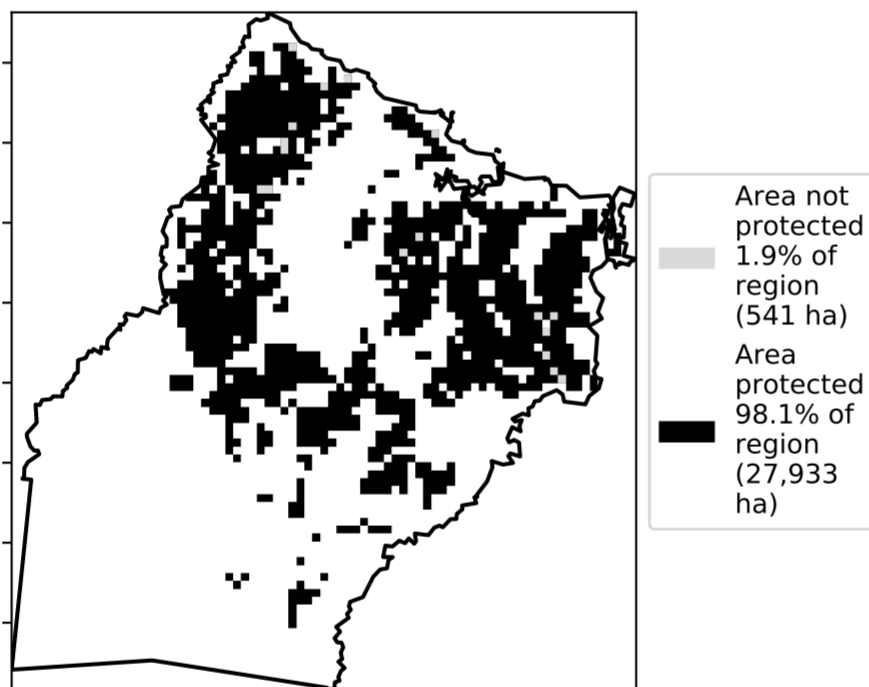 Area not
protected
1.9% of
region
(541 ha)
Area
protected
98.1% of
region
(27,933
ha)